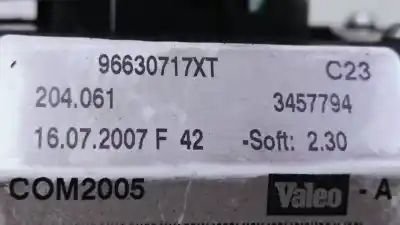 96630717XT C23
204.061 3457794
16.07.2007 F 42 -Soft: 2.30
COM2005 Valeo - A